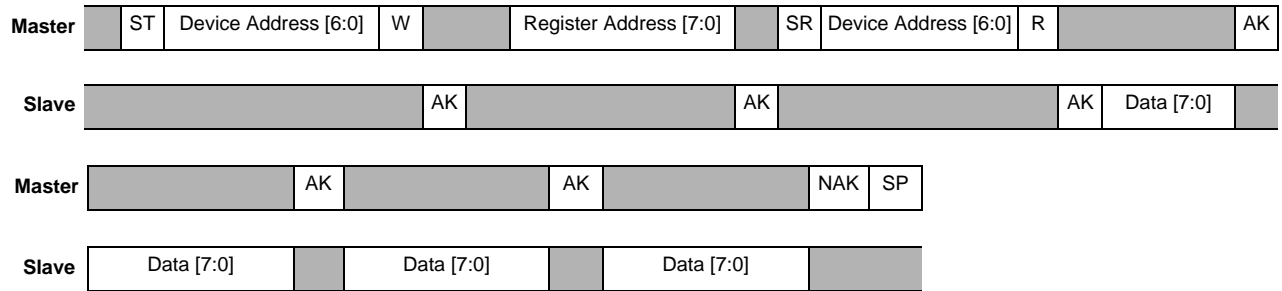 Master ST Device Address [6:0] W Register Address [7:0] SR Device Address [6:0] R AK
Slave AK AK AK Data [7:0]
Master AK AK NAK SP
Slave Data [7:0] Data [7:0] Data [7:0]